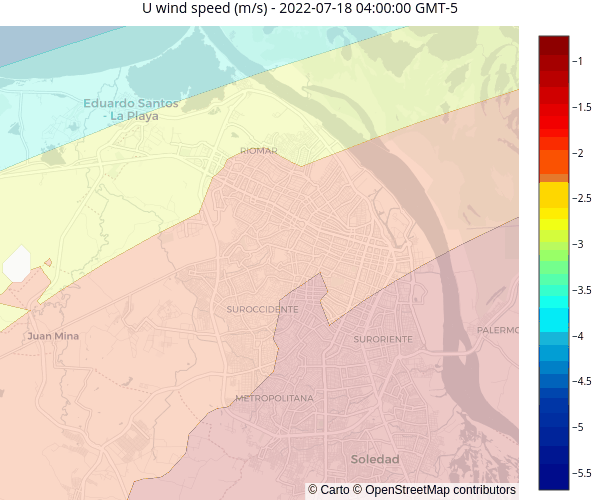 U wind speed (m/s) - 2022-07-18 04:00:00 GMT-5
Eduardo Santos
- La Playa
RIOMAR
SUROCCIDENTE
Juan Mina
SURORIENTE
PALERMO
METROPOLITANA
Soledad
© Carto © OpenStreetMap contributors
−1
−1.5
−2
−2.5
−3
−3.5
−4
−4.5
−5
−5.5